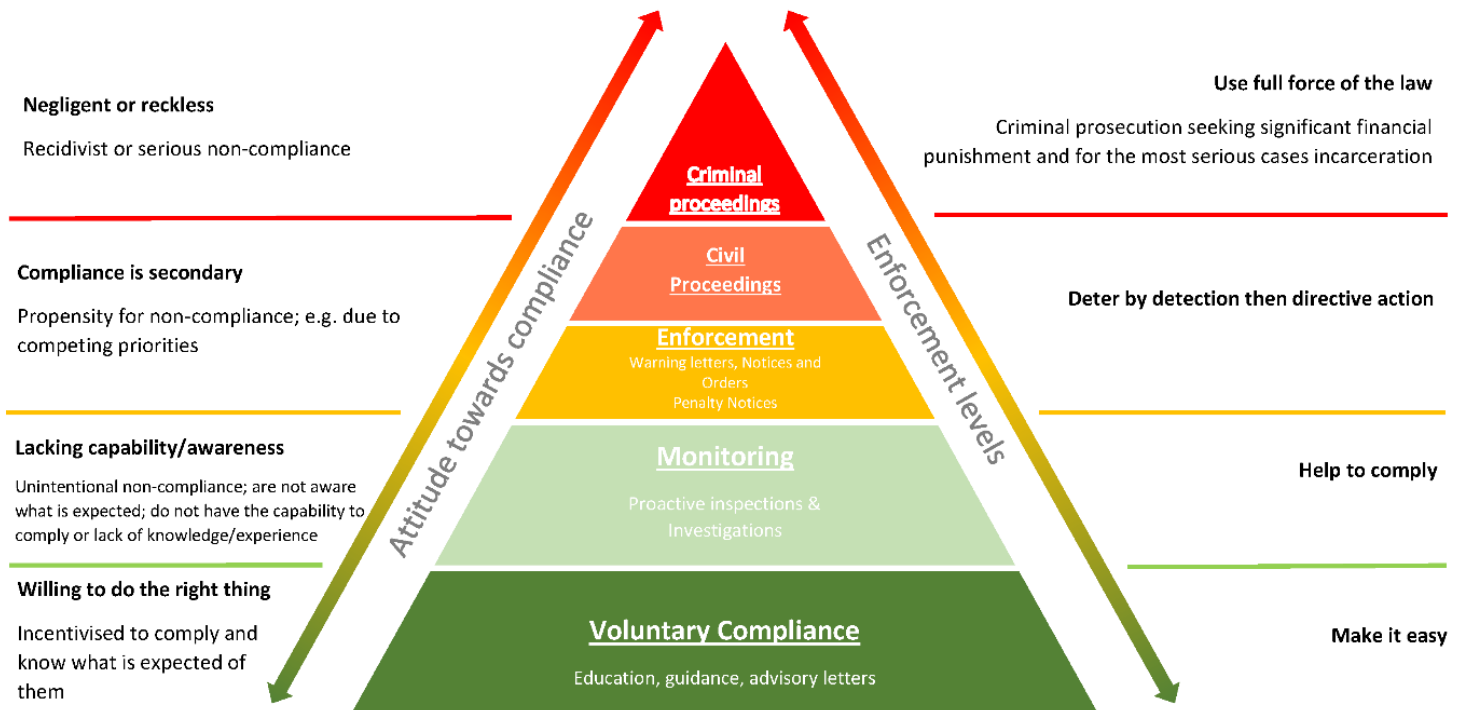 Negligent or reckless
Recidivist or serious non-compliance
Compliance is secondary
Propensity for non-compliance; e.g. due to
competing priorities
Lacking capability/awareness
Unintentional non-compliance; are not aware
what is expected; do not have the capability to
comply or lack of knowledge/experience
Willing to do the right thing
Incentivised to comply and
know what is expected of
them
Attitude towards compliance
Criminal
proceedings
Civil
Proceedings
Enforcement
Warning letters, Notices and
Orders
Penalty Notices
Monitoring
Proactive inspections &
Investigations
Voluntary Compliance
Education, guidance, advisory letters
Enforcement levels
Use full force of the law
Criminal prosecution seeking significant financial
punishment and for the most serious cases incarceration
Deter by detection then directive action
Help to comply
Make it easy